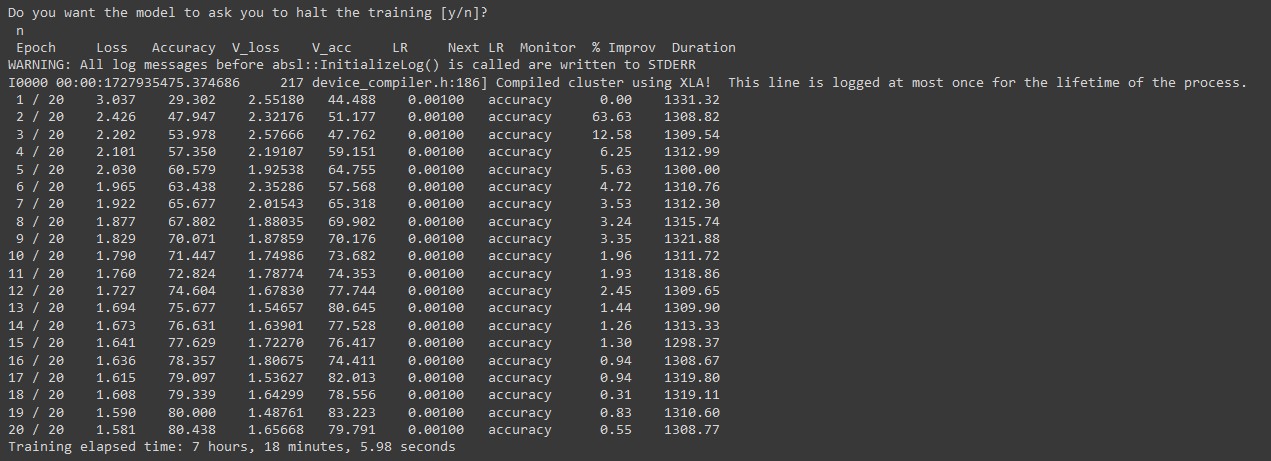 Do you want the model to ask you to halt the training [y/n]?
n
Epoch Loss Accuracy V_loss V_acc LR Next LR Monitor % Improv Duration
WARNING: All log messages before absl::InitializeLog() is called are written to STDERR
I0000 00:00:1727935475.374686 217 device_compiler.h:186] Compiled cluster using XLA! This line is logged at most once for the lifetime of the process.
1 / 20 3.037 29.302 2.55180 44.488 0.00100 accuracy 0.00 1331.32
2 / 20 2.426 47.947 2.32176 51.177 0.00100 accuracy 63.63 1308.82
3 / 20 2.202 53.978 2.57666 47.762 0.00100 accuracy 12.58 1309.54
4 / 20 2.101 57.350 2.19107 59.151 0.00100 accuracy 6.25 1312.99
5 / 20 2.030 60.579 1.92538 64.755 0.00100 accuracy 5.63 1300.00
6 / 20 1.965 63.438 2.35286 57.568 0.00100 accuracy 4.72 1310.76
7 / 20 1.922 65.677 2.01543 65.318 0.00100 accuracy 3.53 1312.30
8 / 20 1.877 67.802 1.88035 69.902 0.00100 accuracy 3.24 1315.74
9 / 20 1.829 70.071 1.87859 70.176 0.00100 accuracy 3.35 1321.88
10 / 20 1.790 71.447 1.74986 73.682 0.00100 accuracy 1.96 1311.72
11 / 20 1.760 72.824 1.78774 74.353 0.00100 accuracy 1.93 1318.86
12 / 20 1.727 74.604 1.67830 77.744 0.00100 accuracy 2.45 1309.65
13 / 20 1.694 75.677 1.54657 80.645 0.00100 accuracy 1.44 1309.90
14 / 20 1.673 76.631 1.63901 77.528 0.00100 accuracy 1.26 1313.33
15 / 20 1.641 77.629 1.72270 76.417 0.00100 accuracy 1.30 1298.37
16 / 20 1.636 78.357 1.80675 74.411 0.00100 accuracy 0.94 1308.67
17 / 20 1.615 79.097 1.53627 82.013 0.00100 accuracy 0.94 1319.80
18 / 20 1.608 79.339 1.64299 78.556 0.00100 accuracy 0.31 1319.11
19 / 20 1.590 80.000 1.48761 83.223 0.00100 accuracy 0.83 1310.60
20 / 20 1.581 80.438 1.65668 79.791 0.00100 accuracy 0.55 1308.77
Training elapsed time: 7 hours, 18 minutes, 5.98 seconds